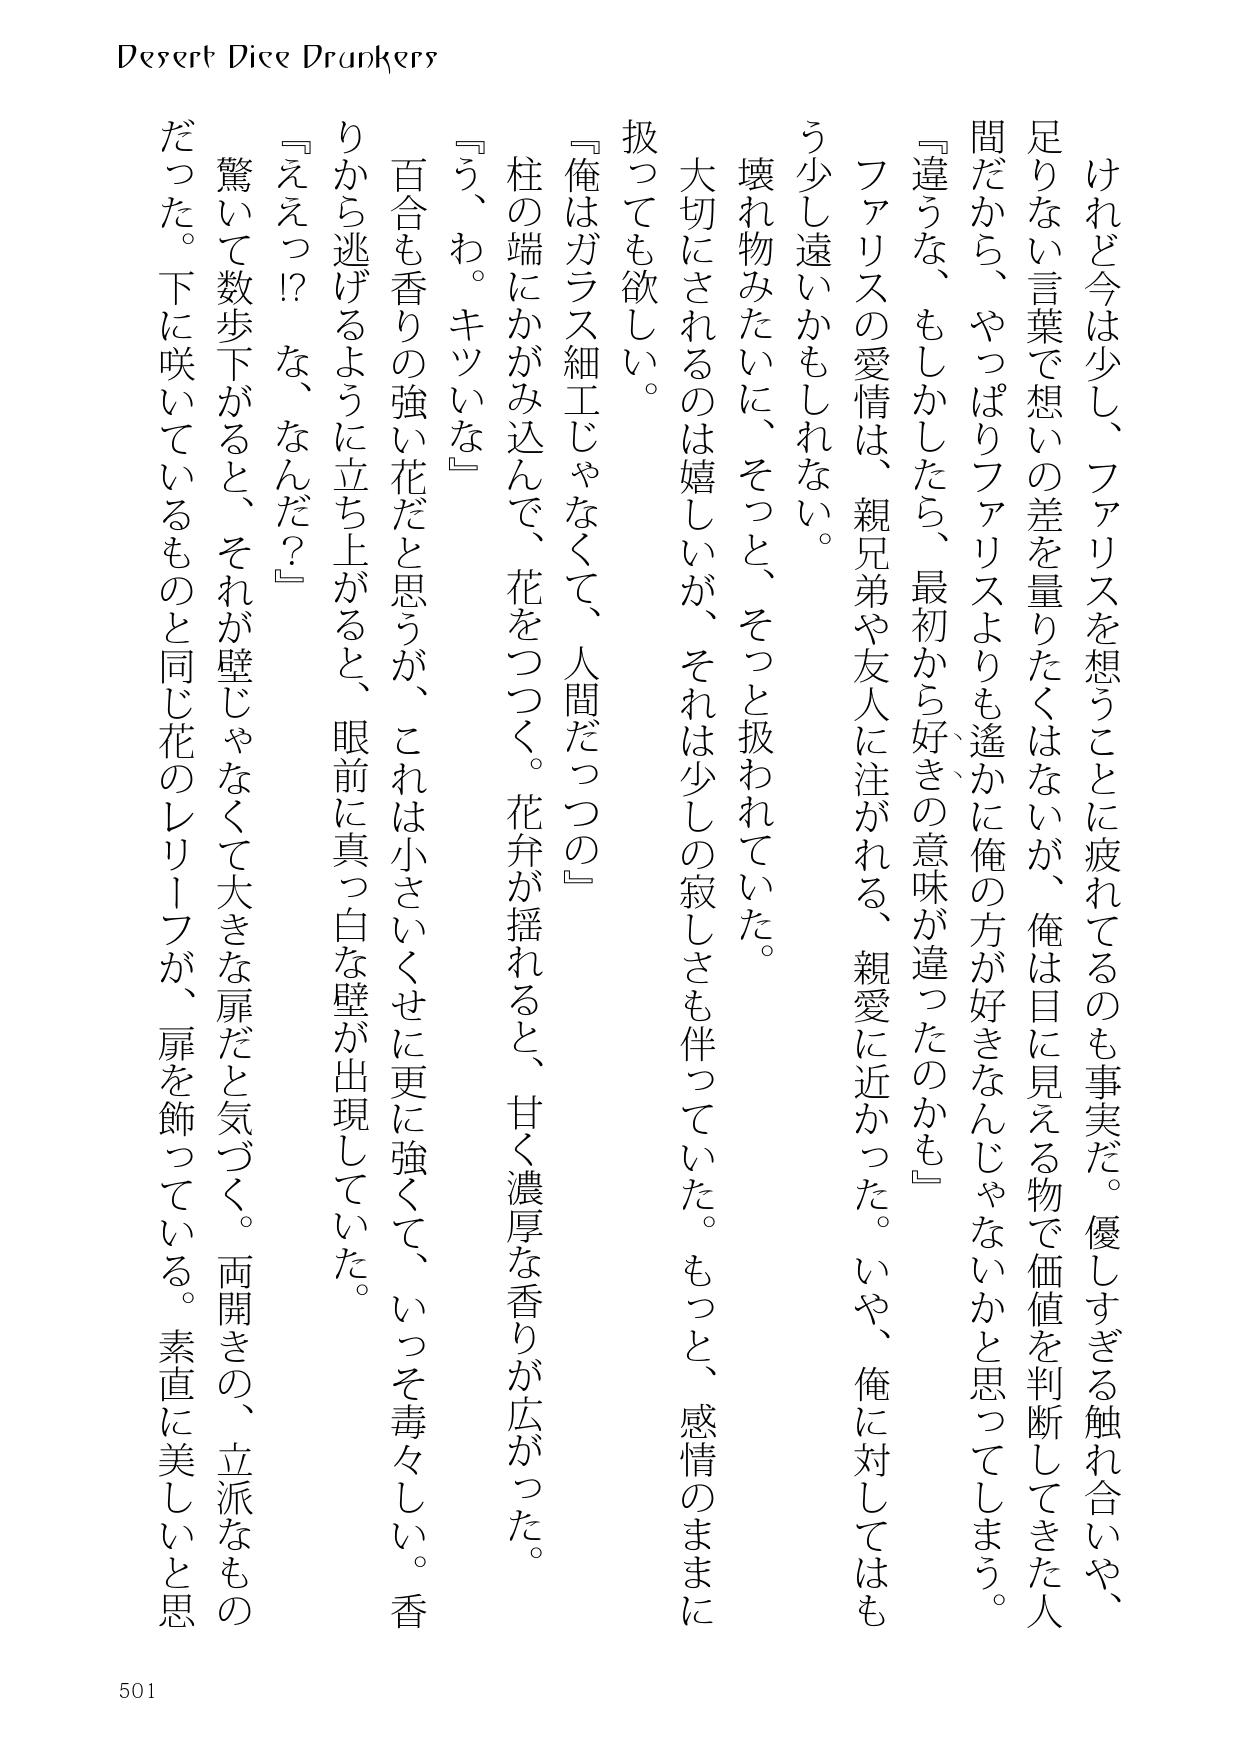 Desert Dice Drunkers
けれど今は少し、ファリスを想うことに疲れてるのも事実だ。優しすぎる触れ合いや、
足りない言葉で想いの差を量りたくはないが、俺は目に見える物で価値を判断してきた人
間だから、やっぱりファリスよりも遙かに俺の方が好きなんじゃないかと思ってしまう。
『違うな、もしかしたら、最初から好きの意味が違ったのかも』
ファリスの愛情は、親兄弟や友人に注がれる、親愛に近かった。いや、俺に対してはも
う少し遠いかもしれない。
壊れ物みたいに、そっと、そっと扱われていた。
大切にされるのは嬉しいが、それは少しの寂しさも伴っていた。もっと、感情のままに
扱っても欲しい。
『俺はガラス細工じゃなくて、人間だっつの』
柱の端にかがみ込んで、花をつつく。花弁が揺れると、甘く濃厚な香りが広がった。
『う、わ。キツいな』
百合も香りの強い花だと思うが、これは小さいくせに更に強くて、いっそ毒々しい。香
りから逃げるように立ち上がると、眼前に真っ白な壁が出現していた。
『ええっ!?　な、なんだ？』
驚いて数歩下がると、それが壁じゃなくて大きな扉だと気づく。両開きの、立派なもの
だった。下に咲いているものと同じ花のレリーフが、扉を飾っている。素直に美しいと思
501